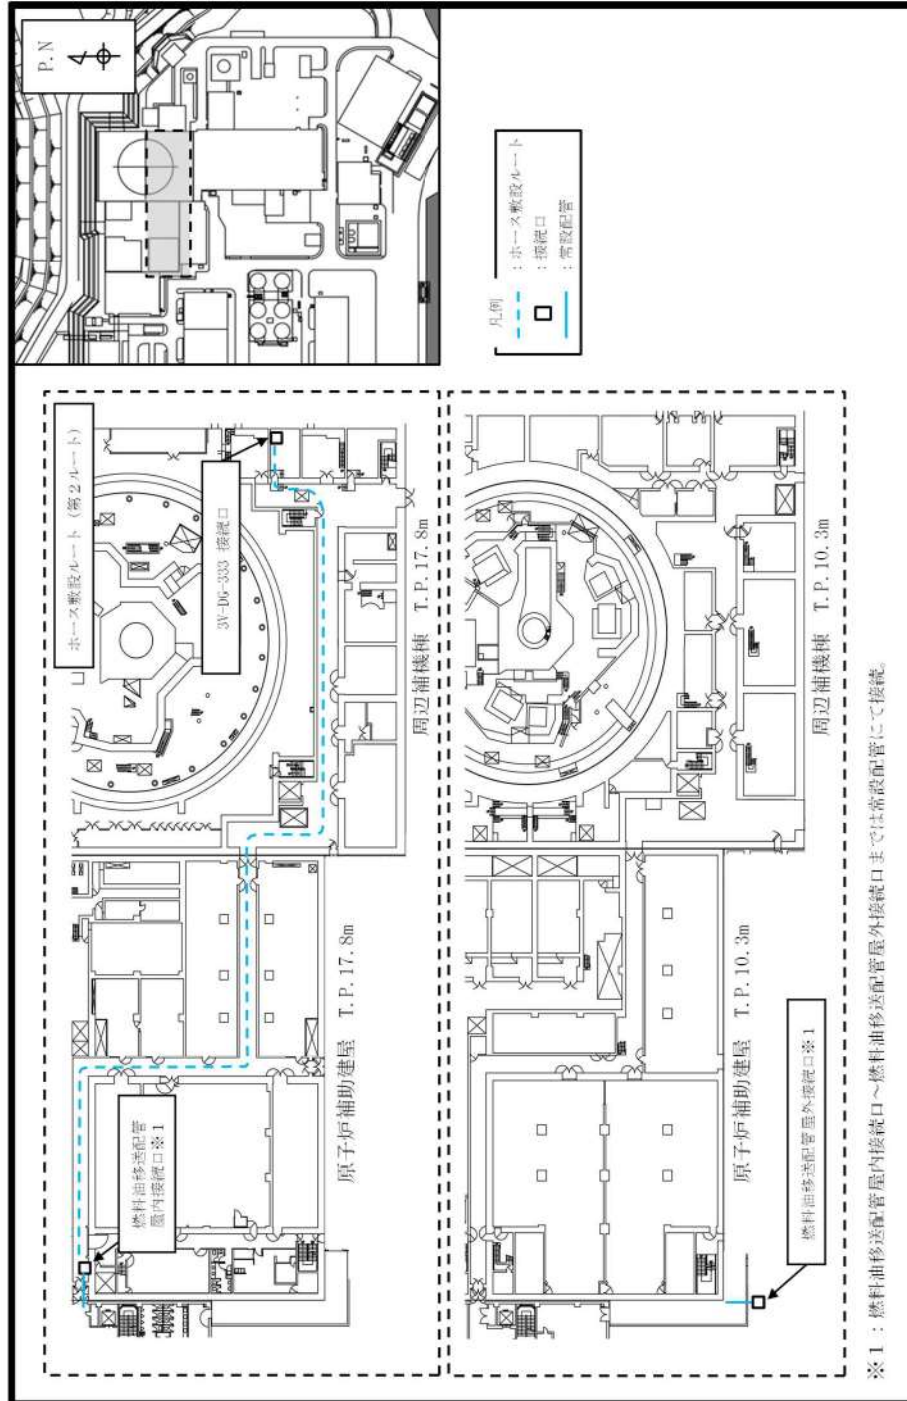 P.N
ホース敷設ルート（第2ルート）
3V-DG-333 接続口
燃料油移送配管
屋内接続口※1
原子炉補助建屋　T.P.17.8m
周辺補機棟　T.P.17.8m
凡例
：ホース敷設ルート
：接続口
：常設配管
原子炉補助建屋　T.P.10.3m
周辺補機棟　T.P.10.3m
燃料油移送配管屋外接続口※1
※1：燃料油移送配管屋内接続口～燃料油移送配管屋外接続口までは常設配管にて接続。